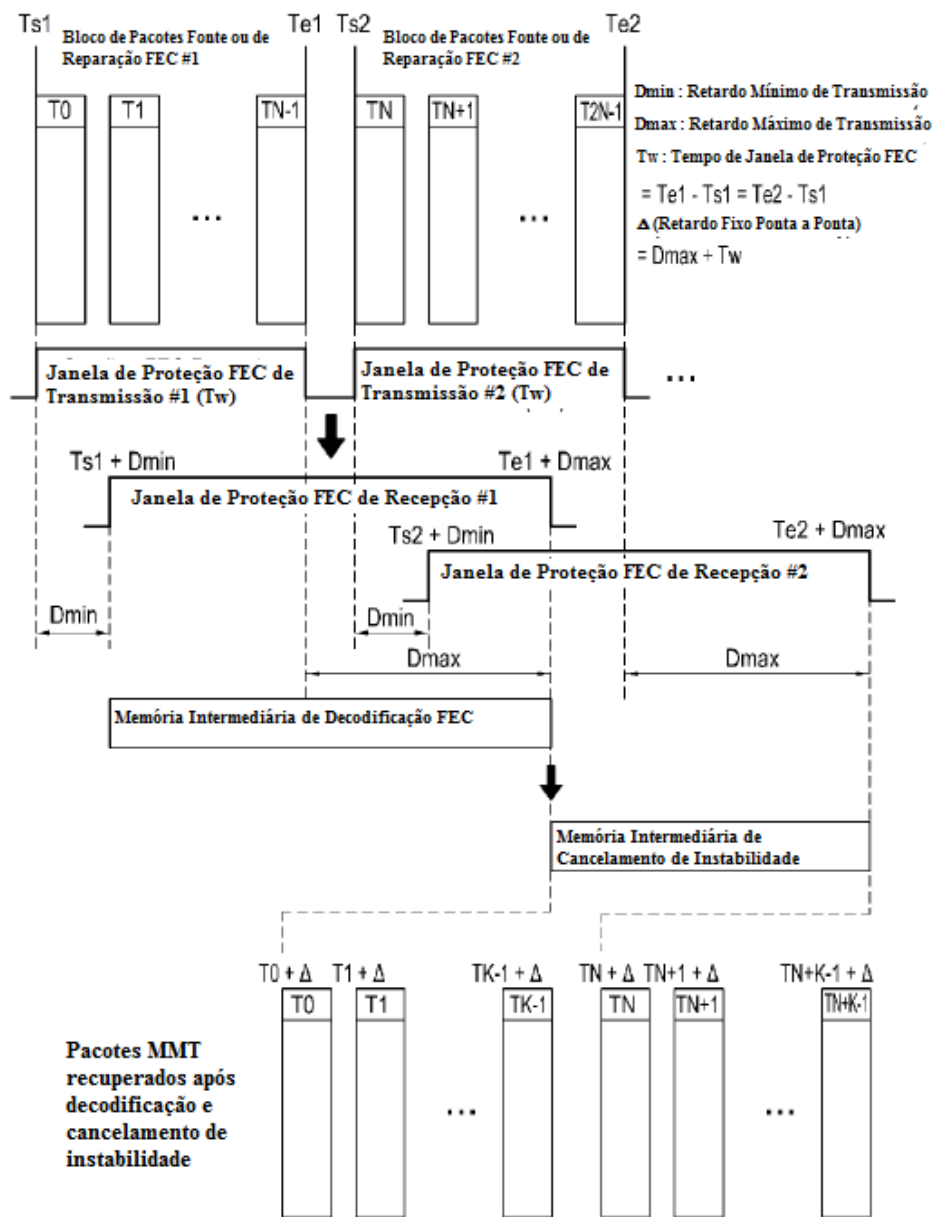 Ts1 Te1 Ts2 Te2
Bloco de Pacotes Fonte ou de
Reparação FEC #1
Bloco de Pacotes Fonte ou de
Reparação FEC #2
T0 T1 TN-1 TN TN+1 T2N-1
... ...
Dmin : Retardo Mínimo de Transmissão
Dmax : Retardo Máximo de Transmissão
Tw : Tempo de Janela de Proteção FEC
= Te1 - Ts1 = Te2 - Ts1
Δ (Retardo Fixo Ponta a Ponta)
= Dmax + Tw
Janela de Proteção FEC de
Transmissão #1 (Tw)
Janela de Proteção FEC de
Transmissão #2 (Tw)
...
Ts1 + Dmin Te1 + Dmax
Janela de Proteção FEC de Recepção #1
Ts2 + Dmin Te2 + Dmax
Janela de Proteção FEC de Recepção #2
Dmin Dmin
Dmax Dmax
Memória Intermediária de Decodificação FEC
Memória Intermediária de
Cancelamento de Instabilidade
T0 + Δ T1 + Δ TK-1 + Δ TN + Δ TN+1 + Δ TN+K-1 + Δ
T0 T1 TK-1 TN TN+1 TN+K-1
Pacotes MMT
recuperados após
decodificação e
cancelamento de
instabilidade
... ...